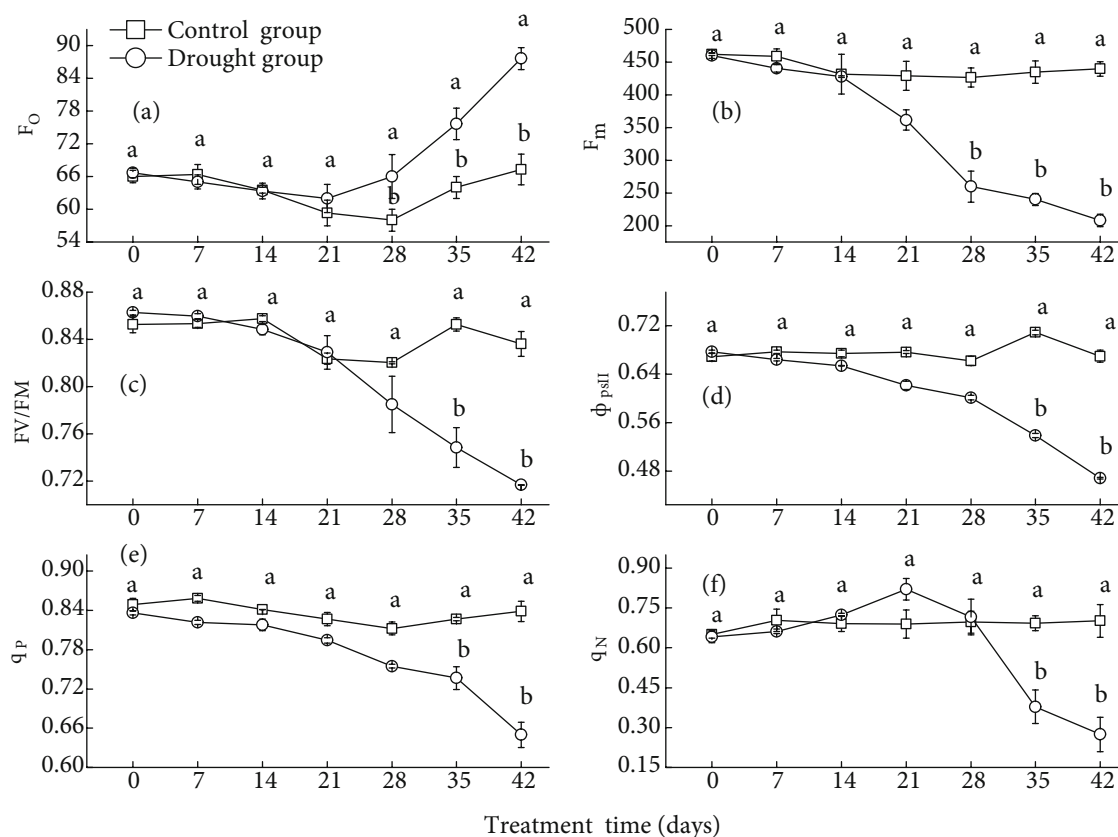 Control group
Drought group
(a)
F_O
90
84
78
72
66
60
54
a a a a a a a
b b b
0 7 14 21 28 35 42
(b)
F_m
500
450
400
350
300
250
200
a a a a a a a
b b b
0 7 14 21 28 35 42
(c)
FV/FM
0.88
0.84
0.80
0.76
0.72
a a a a a a a
b b
0 7 14 21 28 35 42
(d)
ϕ psII
0.72
0.64
0.56
0.48
a a a a a a a
b b
0 7 14 21 28 35 42
(e)
q_P
0.90
0.84
0.78
0.72
0.66
0.60
a a a a a a a
b b
0 7 14 21 28 35 42
(f)
q_N
0.90
0.75
0.60
0.45
0.30
0.15
a a a a a a a
b b
0 7 14 21 28 35 42
Treatment time (days)